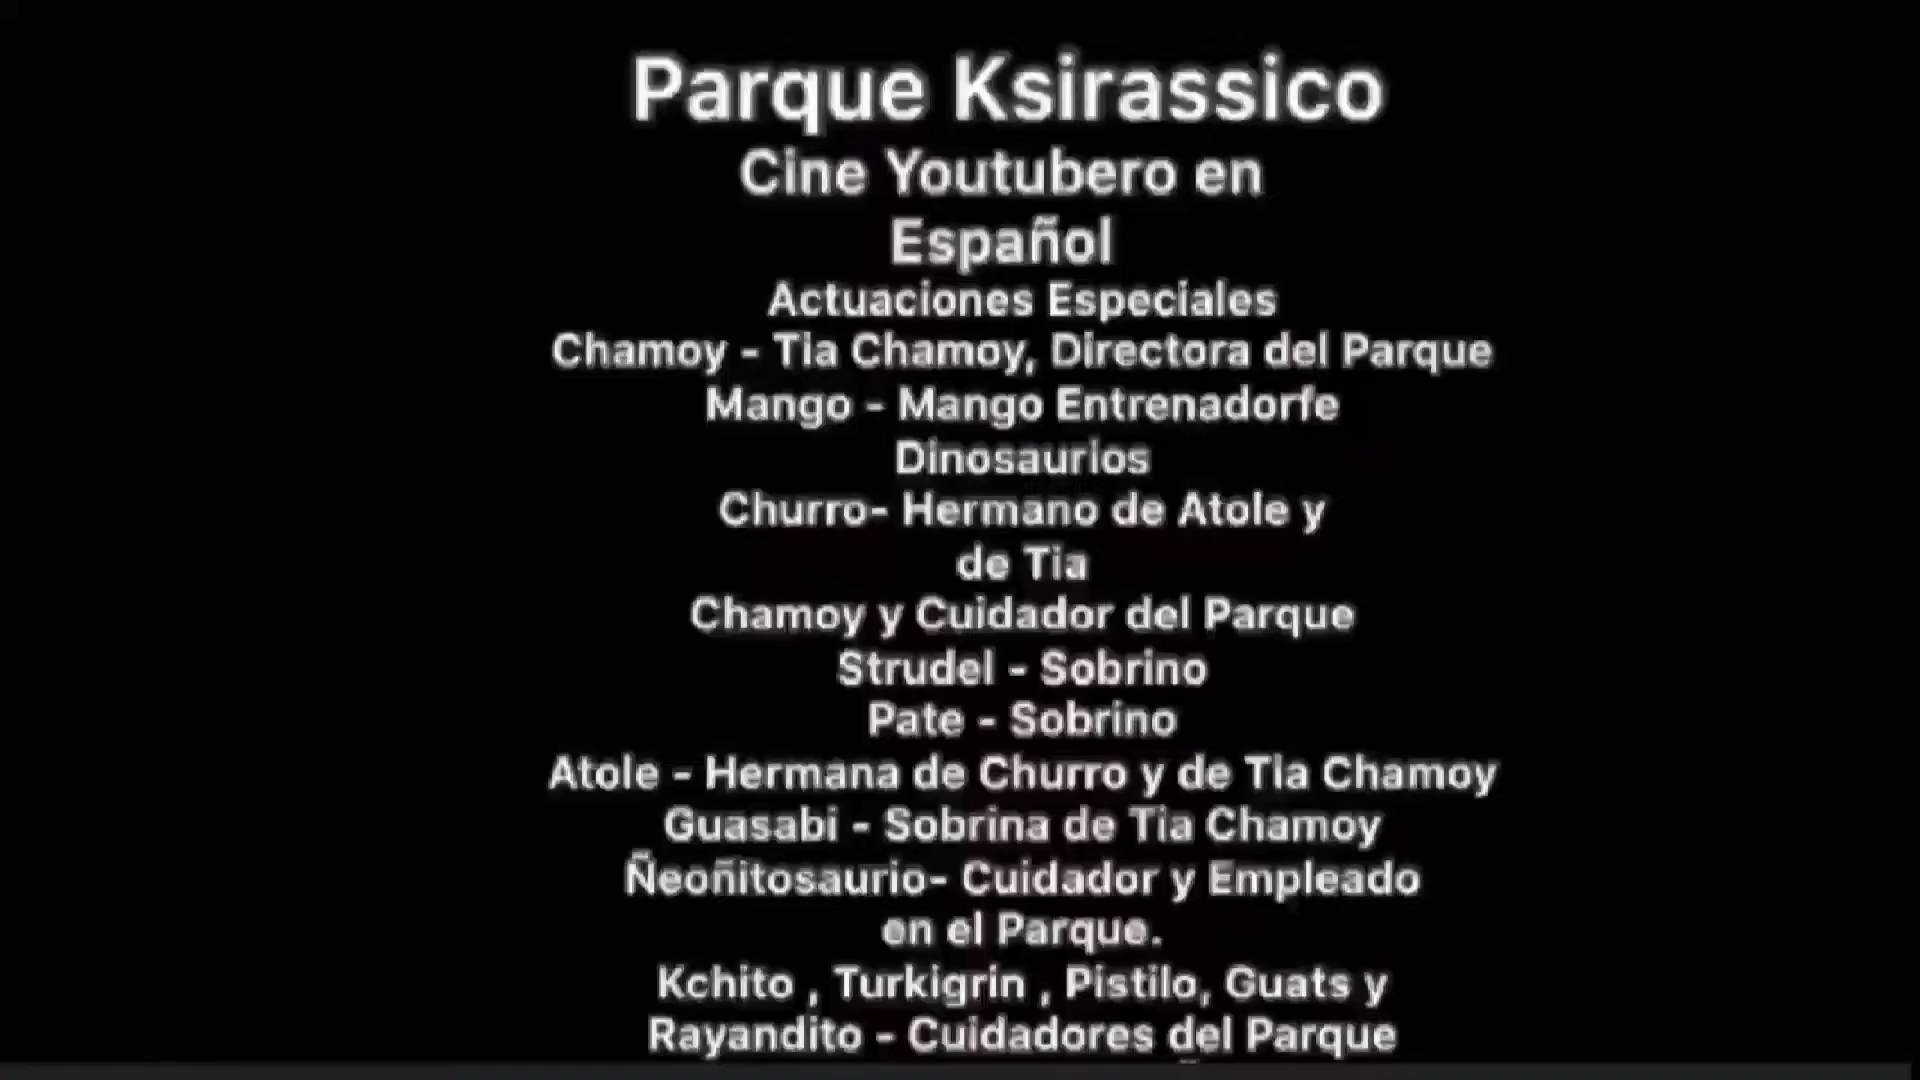 Parque Ksirassico
Cine Youtubero en
Español
Actuaciones Especiales
Chamoy - Tia Chamoy, Directora del Parque
Mango - Mango Entrenadorfe
Dinosaurios
Churro- Hermano de Atole y
de Tia
Chamoy y Cuidador del Parque
Strudel - Sobrino
Pate - Sobrino
Atole - Hermana de Churro y de Tia Chamoy
Guasabi - Sobrina de Tia Chamoy
Ñeoñitosaurio- Cuidador y Empleado
en el Parque.
Kchito , Turkigrin , Pistilo, Guats y
Rayandito - Cuidadores del Parque